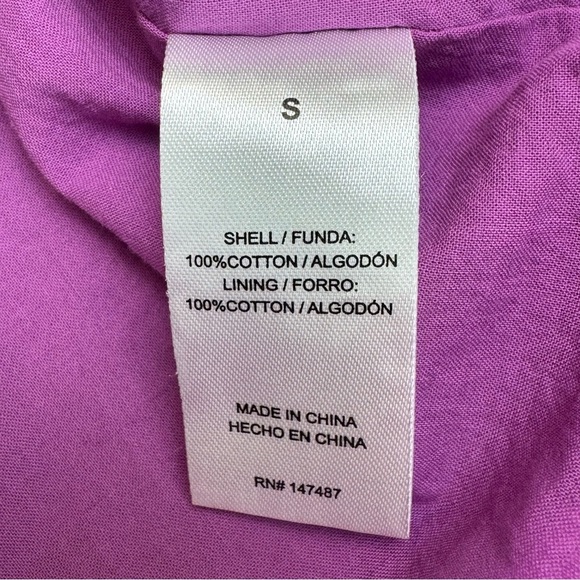 S
SHELL / FUNDA:
100%COTTON / ALGODÓN
LINING / FORRO:
100%COTTON / ALGODÓN
MADE IN CHINA
HECHO EN CHINA
RN# 147487